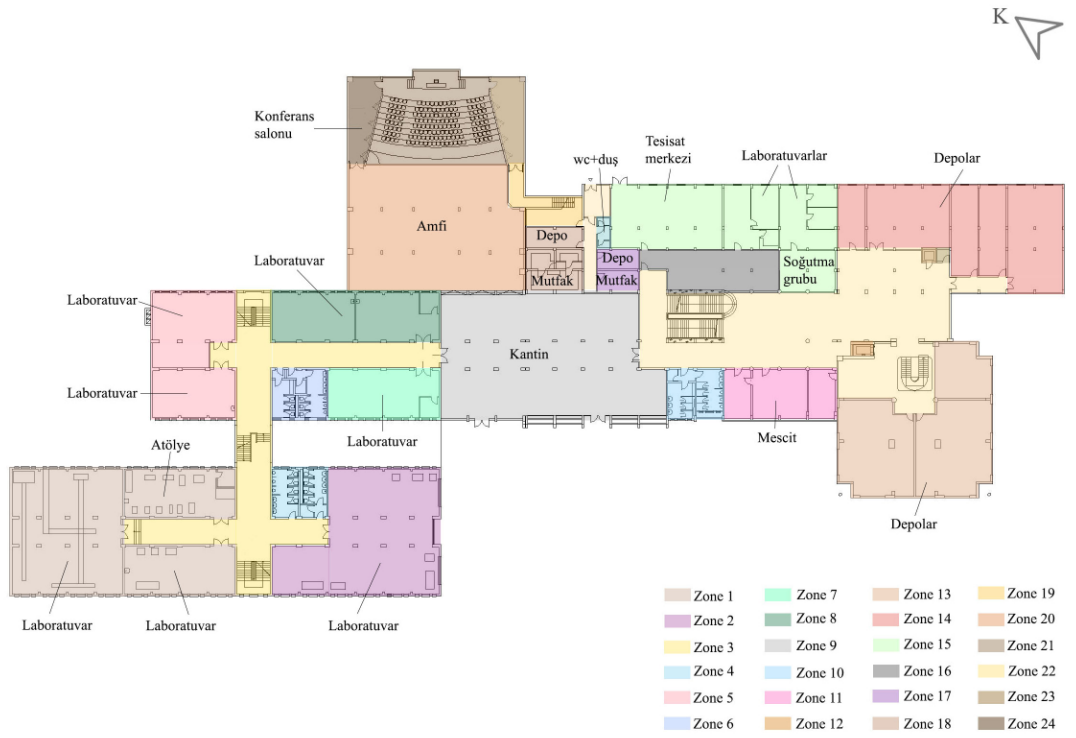 K
Konferans
salonu
Tesisat
merkezi
Laboratuvarlar
Depolar
wc+duş
Amfi
Depo
Depo
Laboratuvar
Mutfak
Mutfak
Soğutma
grubu
Laboratuvar
Kantin
Laboratuvar
Laboratuvar
Mescit
Atölye
Depolar
Laboratuvar
Laboratuvar
Laboratuvar
Zone 1
Zone 2
Zone 3
Zone 4
Zone 5
Zone 6
Zone 7
Zone 8
Zone 9
Zone 10
Zone 11
Zone 12
Zone 13
Zone 14
Zone 15
Zone 16
Zone 17
Zone 18
Zone 19
Zone 20
Zone 21
Zone 22
Zone 23
Zone 24